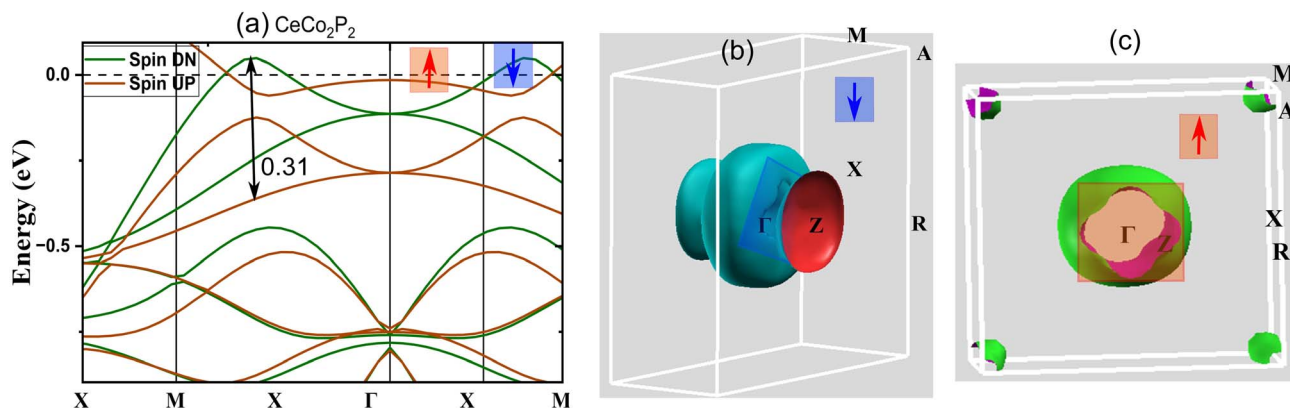 (a) CeCo₂P₂
Spin DN
Spin UP
0.0
−0.5
Energy (eV)
0.31
X M X Γ X M
(b)
M
A
X
Γ
Z
R
(c)
M
A
X
Γ
Z
R